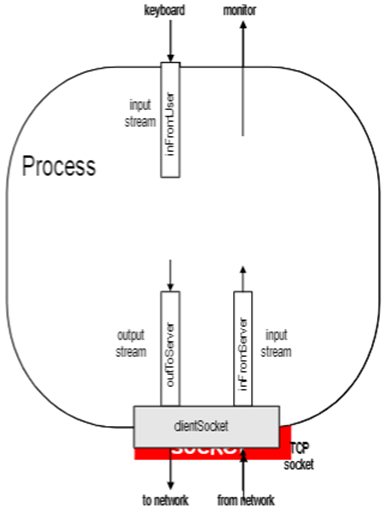 keyboard
monitor
input
stream
inFromUser
Process
output
stream
outToServer
inFromServer
input
stream
clientSocket
TCP
socket
to network
from network